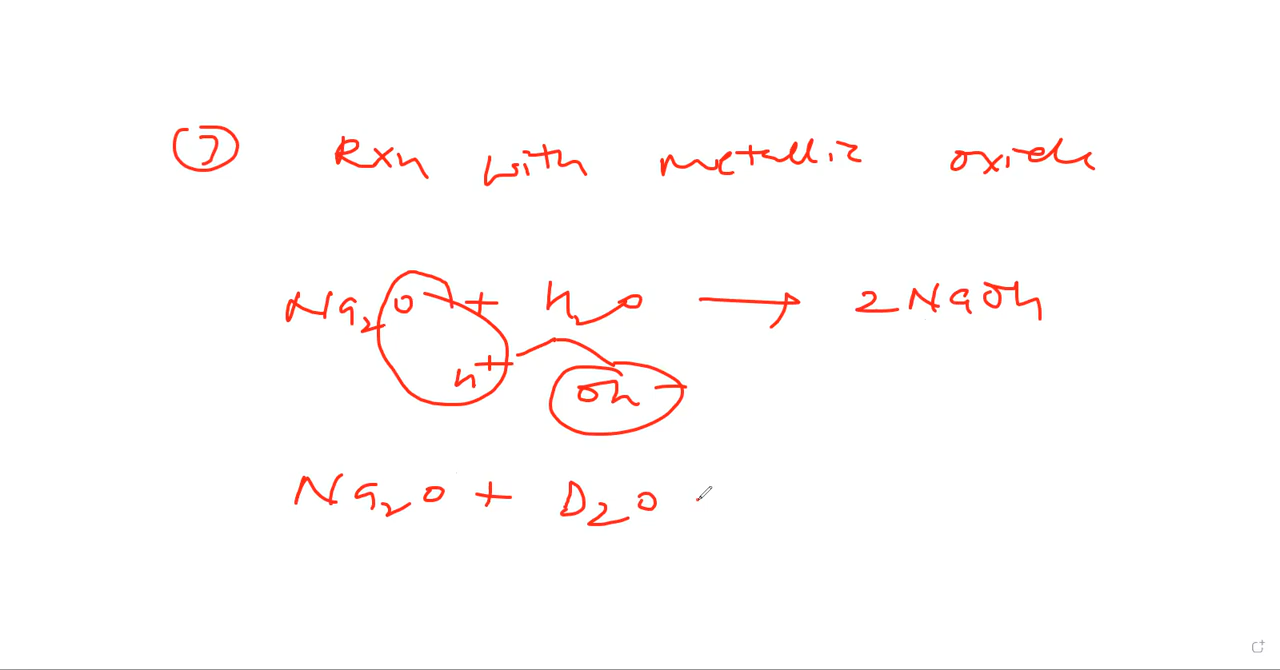 (7) Rxn with metallic oxide
Na₂O + H₂O ⟶ 2NaOH
H⁺ OH⁻
Na₂O + D₂O